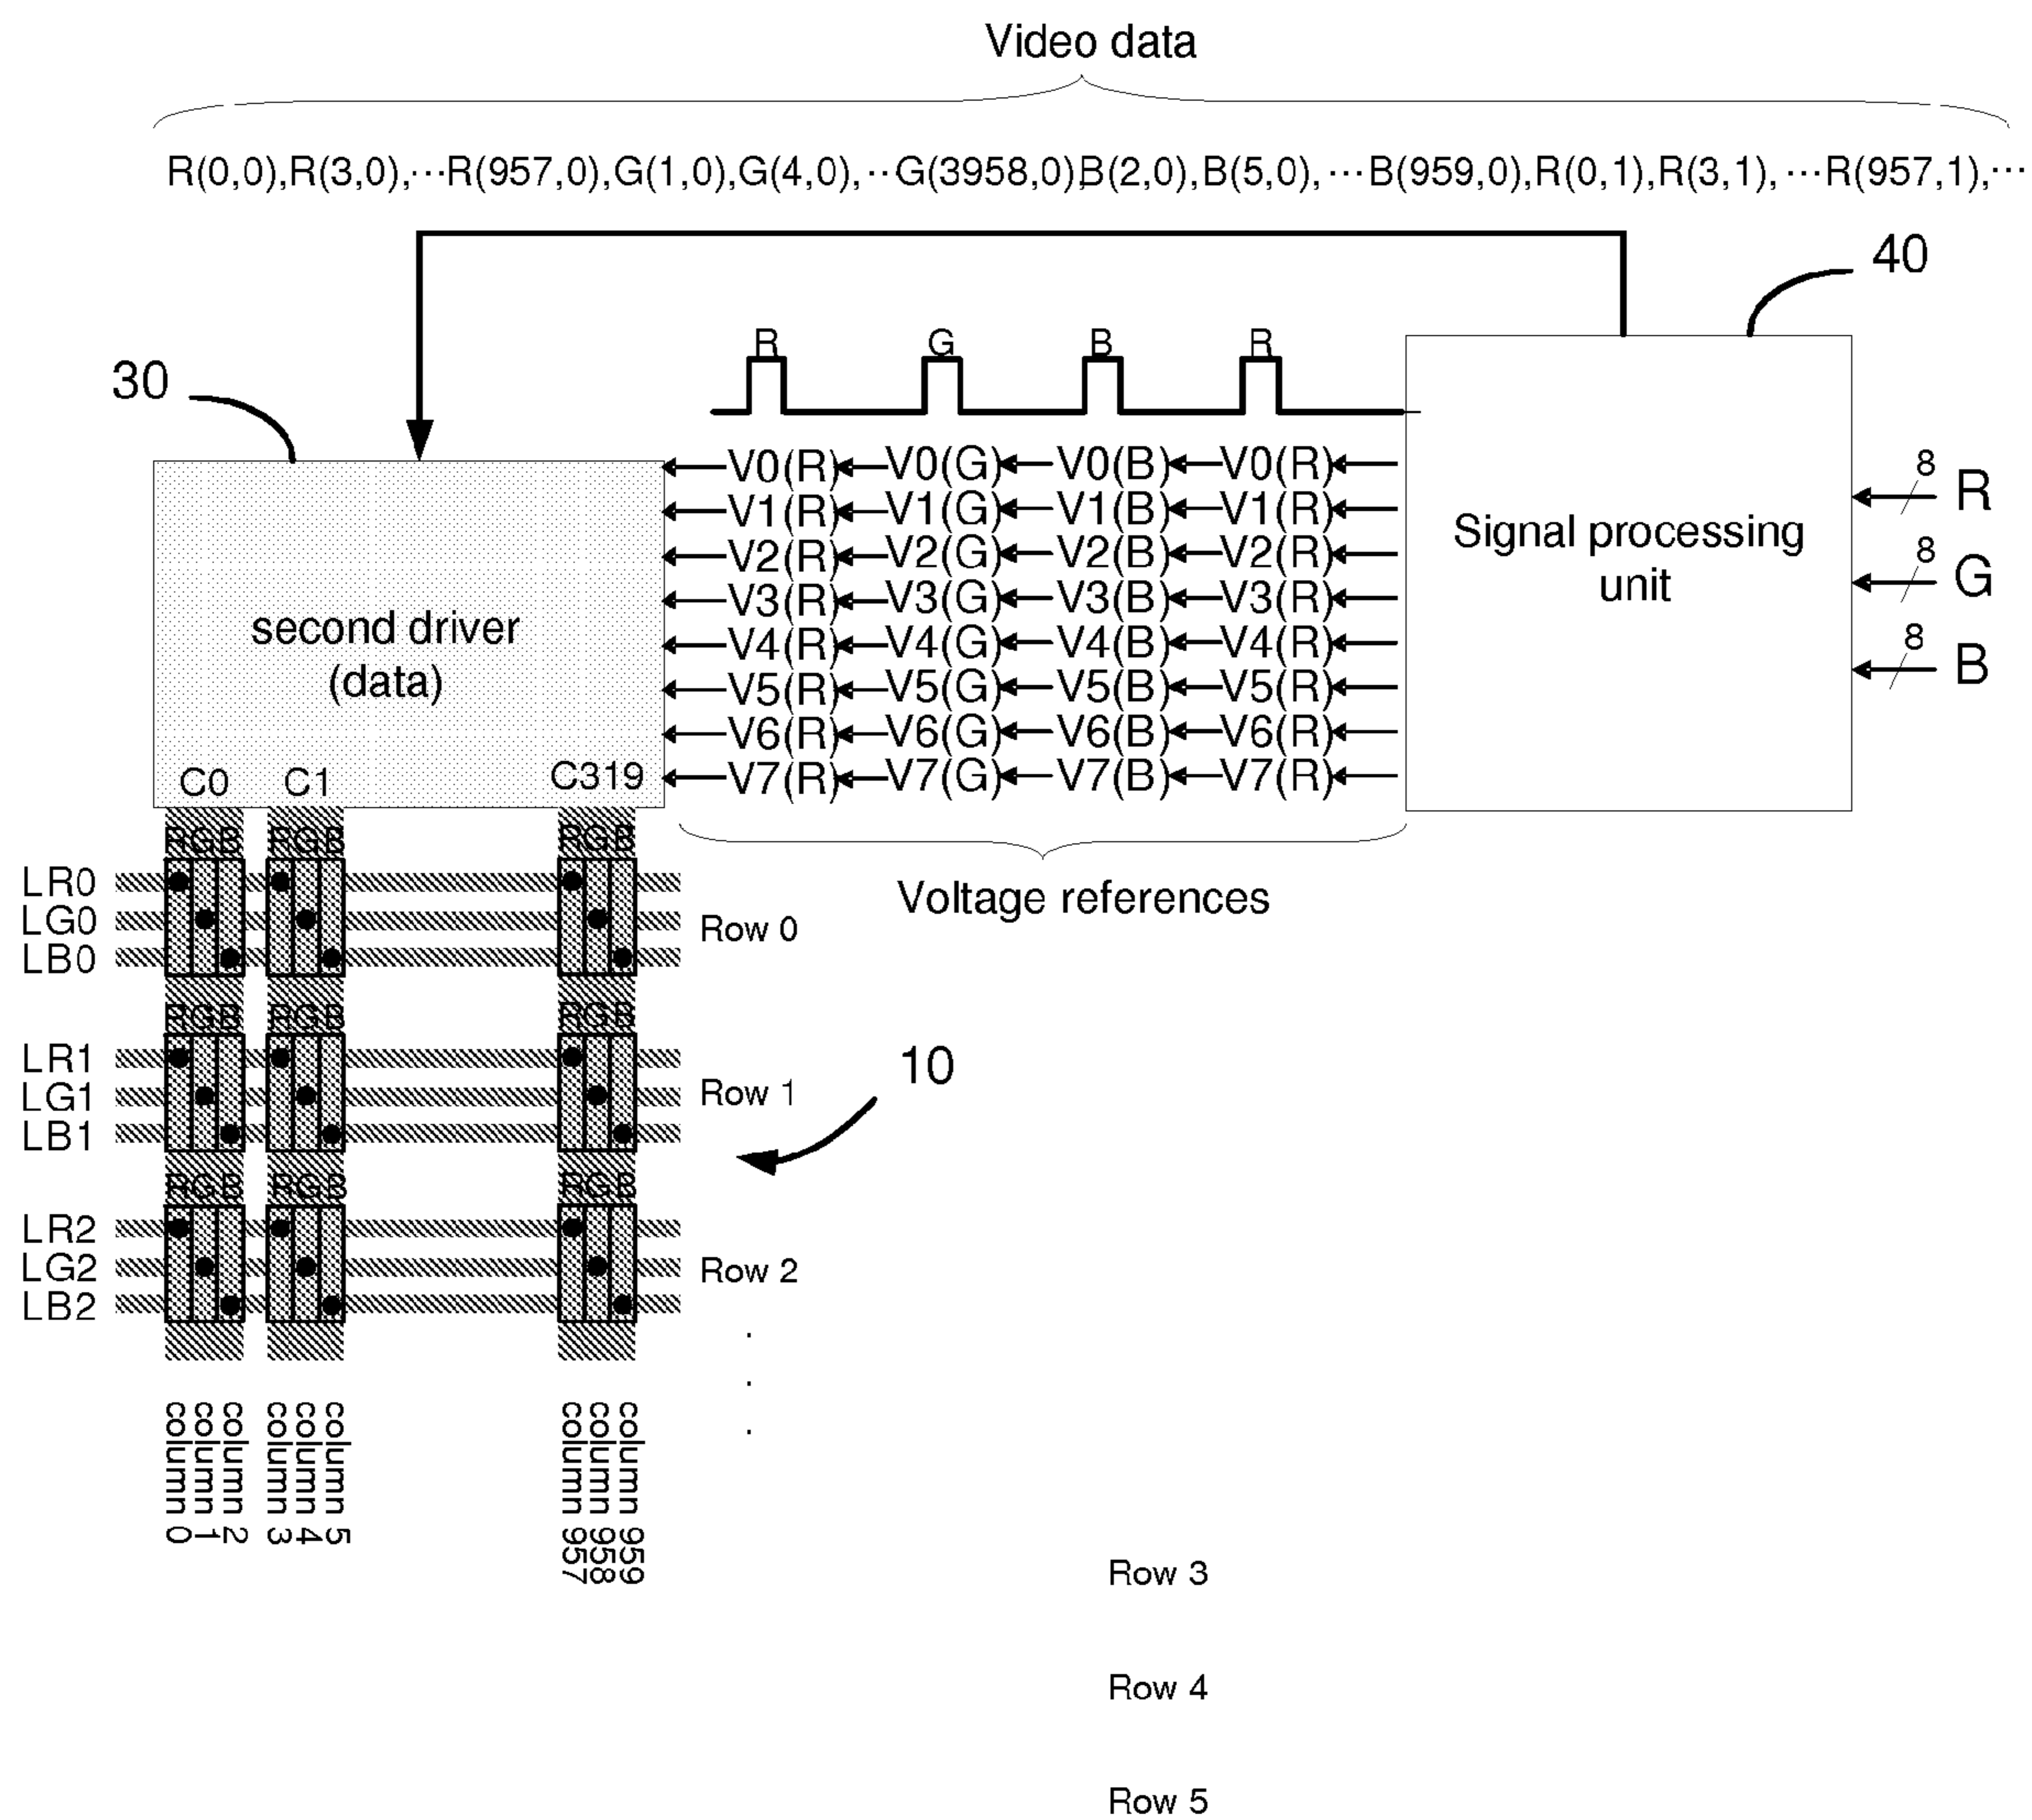 Video data
R(0,0),R(3,0),···R(957,0),G(1,0),G(4,0),··G(3958,0),B(2,0),B(5,0),···B(959,0),R(0,1),R(3,1),···R(957,1),···
40
R G B R
30
V0(R) V0(G) V0(B) V0(R)
V1(R) V1(G) V1(B) V1(R)
V2(R) V2(G) V2(B) V2(R)
V3(R) V3(G) V3(B) V3(R)
V4(R) V4(G) V4(B) V4(R)
V5(R) V5(G) V5(B) V5(R)
V6(R) V6(G) V6(B) V6(R)
V7(R) V7(G) V7(B) V7(R)
Signal processing
unit
8 R
8 G
8 B
second driver
(data)
C0 C1 C319
Voltage references
RGB RGB RGB
LR0
LG0
LB0
Row 0
RGB RGB RGB
LR1
LG1
LB1
Row 1
10
RGB RGB RGB
LR2
LG2
LB2
Row 2
.
.
.
column 0
column 1
column 2
column 3
column 4
column 5
column 957
column 958
column 959
Row 3
Row 4
Row 5